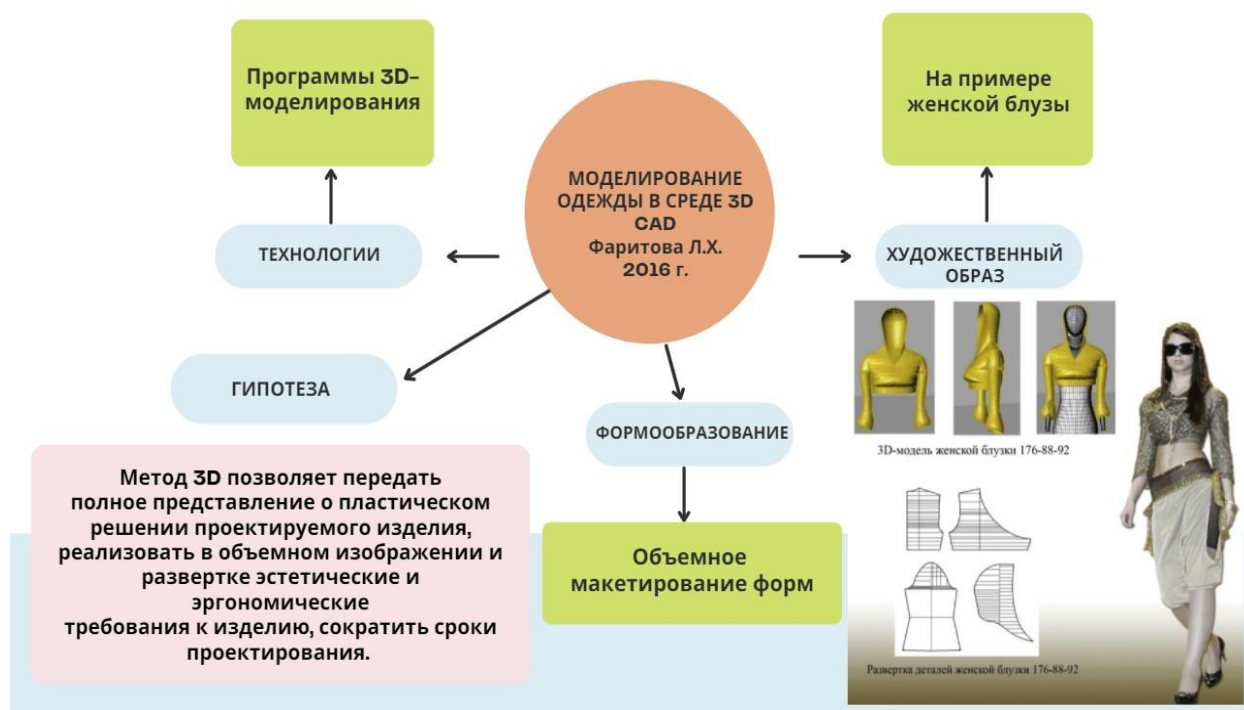 Программы 3D-
моделирования
На примере
женской блузы
МОДЕЛИРОВАНИЕ
ОДЕЖДЫ В СРЕДЕ 3D
CAD
Фаритова Л.Х.
2016 г.
ТЕХНОЛОГИИ
ХУДОЖЕСТВЕННЫЙ
ОБРАЗ
ГИПОТЕЗА
ФОРМООБРАЗОВАНИЕ
3D-модель женской блузки 176-88-92
Метод 3D позволяет передать
полное представление о пластическом
решении проектируемого изделия,
реализовать в объемном изображении и
развертке эстетические и
эргономические
требования к изделию, сократить сроки
проектирования.
Объемное
макетирование форм
Развертка деталей женской блузки 176-88-92